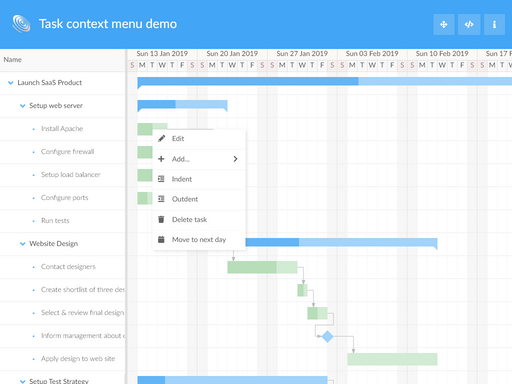 Task context menu demo
Name
Sun 13 Jan 2019 Sun 20 Jan 2019 Sun 27 Jan 2019 Sun 03 Feb 2019 Sun 10 Feb 2019 Sun 17 F
S M T W T F S S M T W T F S S M T W T F S S M T W T F S S M T W T F S S M T
Launch SaaS Product
Setup web server
Install Apache
Configure firewall
Setup load balancer
Configure ports
Run tests
Edit
Add...
Indent
Outdent
Delete task
Move to next day
Website Design
Contact designers
Create shortlist of three des
Select & review final design
Inform management about d
Apply design to web site
Setup Test Strategy